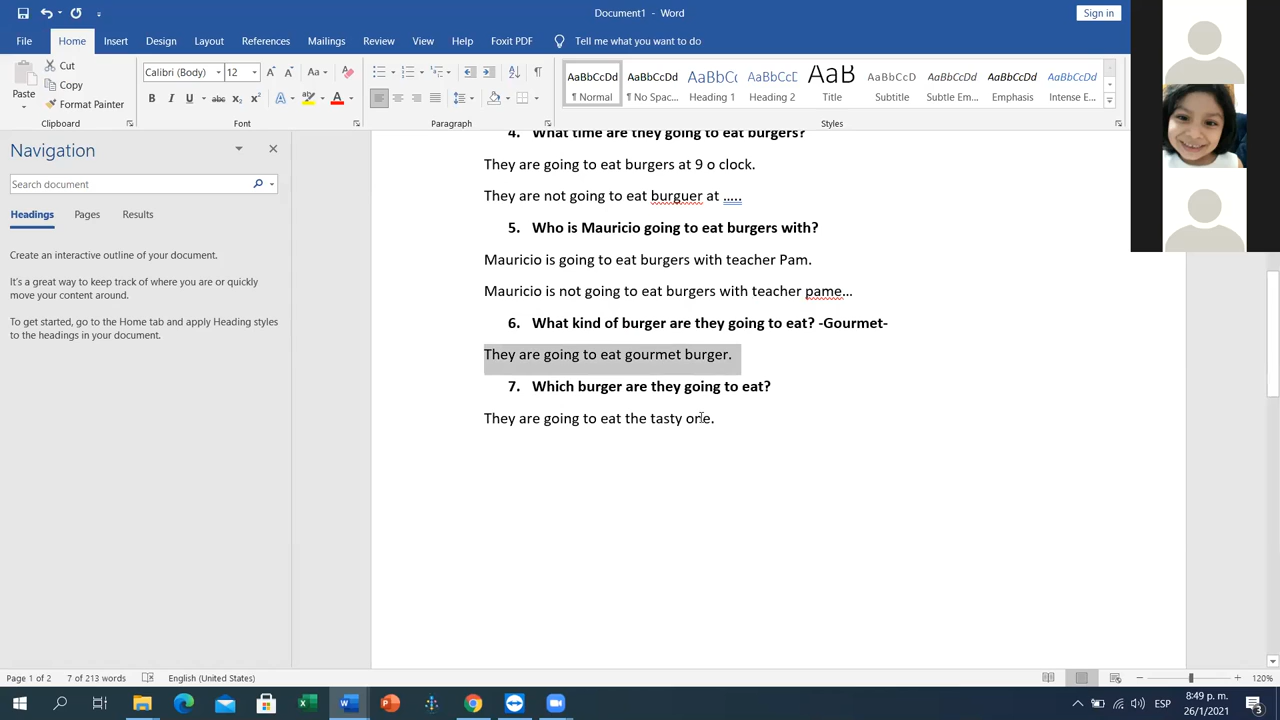 Document1 - Word
Sign in
File Home Insert Design Layout References Mailings Review View Help Foxit PDF Tell me what you want to do
Paste
Cut
Copy
Format Painter
Clipboard
Calibri (Body) 12
Font
Paragraph
AaBbCcDd AaBbCcDd AaBbCc AaBbCcC AaB AaBbCcD AaBbCcDd AaBbCcDd AaBbCcDd
¶ Normal ¶ No Spac... Heading 1 Heading 2 Title Subtitle Subtle Em... Emphasis Intense E...
Styles
Navigation
Search document
Headings Pages Results
Create an interactive outline of your document.
It's a great way to keep track of where you are or quickly
move your content around.
To get started, go to the Home tab and apply Heading styles
to the headings in your document.
4. What time are they going to eat burgers?
They are going to eat burgers at 9 o clock.
They are not going to eat burguer at …..
5. Who is Mauricio going to eat burgers with?
Mauricio is going to eat burgers with teacher Pam.
Mauricio is not going to eat burgers with teacher pame…
6. What kind of burger are they going to eat? -Gourmet-
They are going to eat gourmet burger.
7. Which burger are they going to eat?
They are going to eat the tasty one.
Page 1 of 2 7 of 213 words English (United States) 120%
ESP
8:49 p. m.
26/1/2021
3